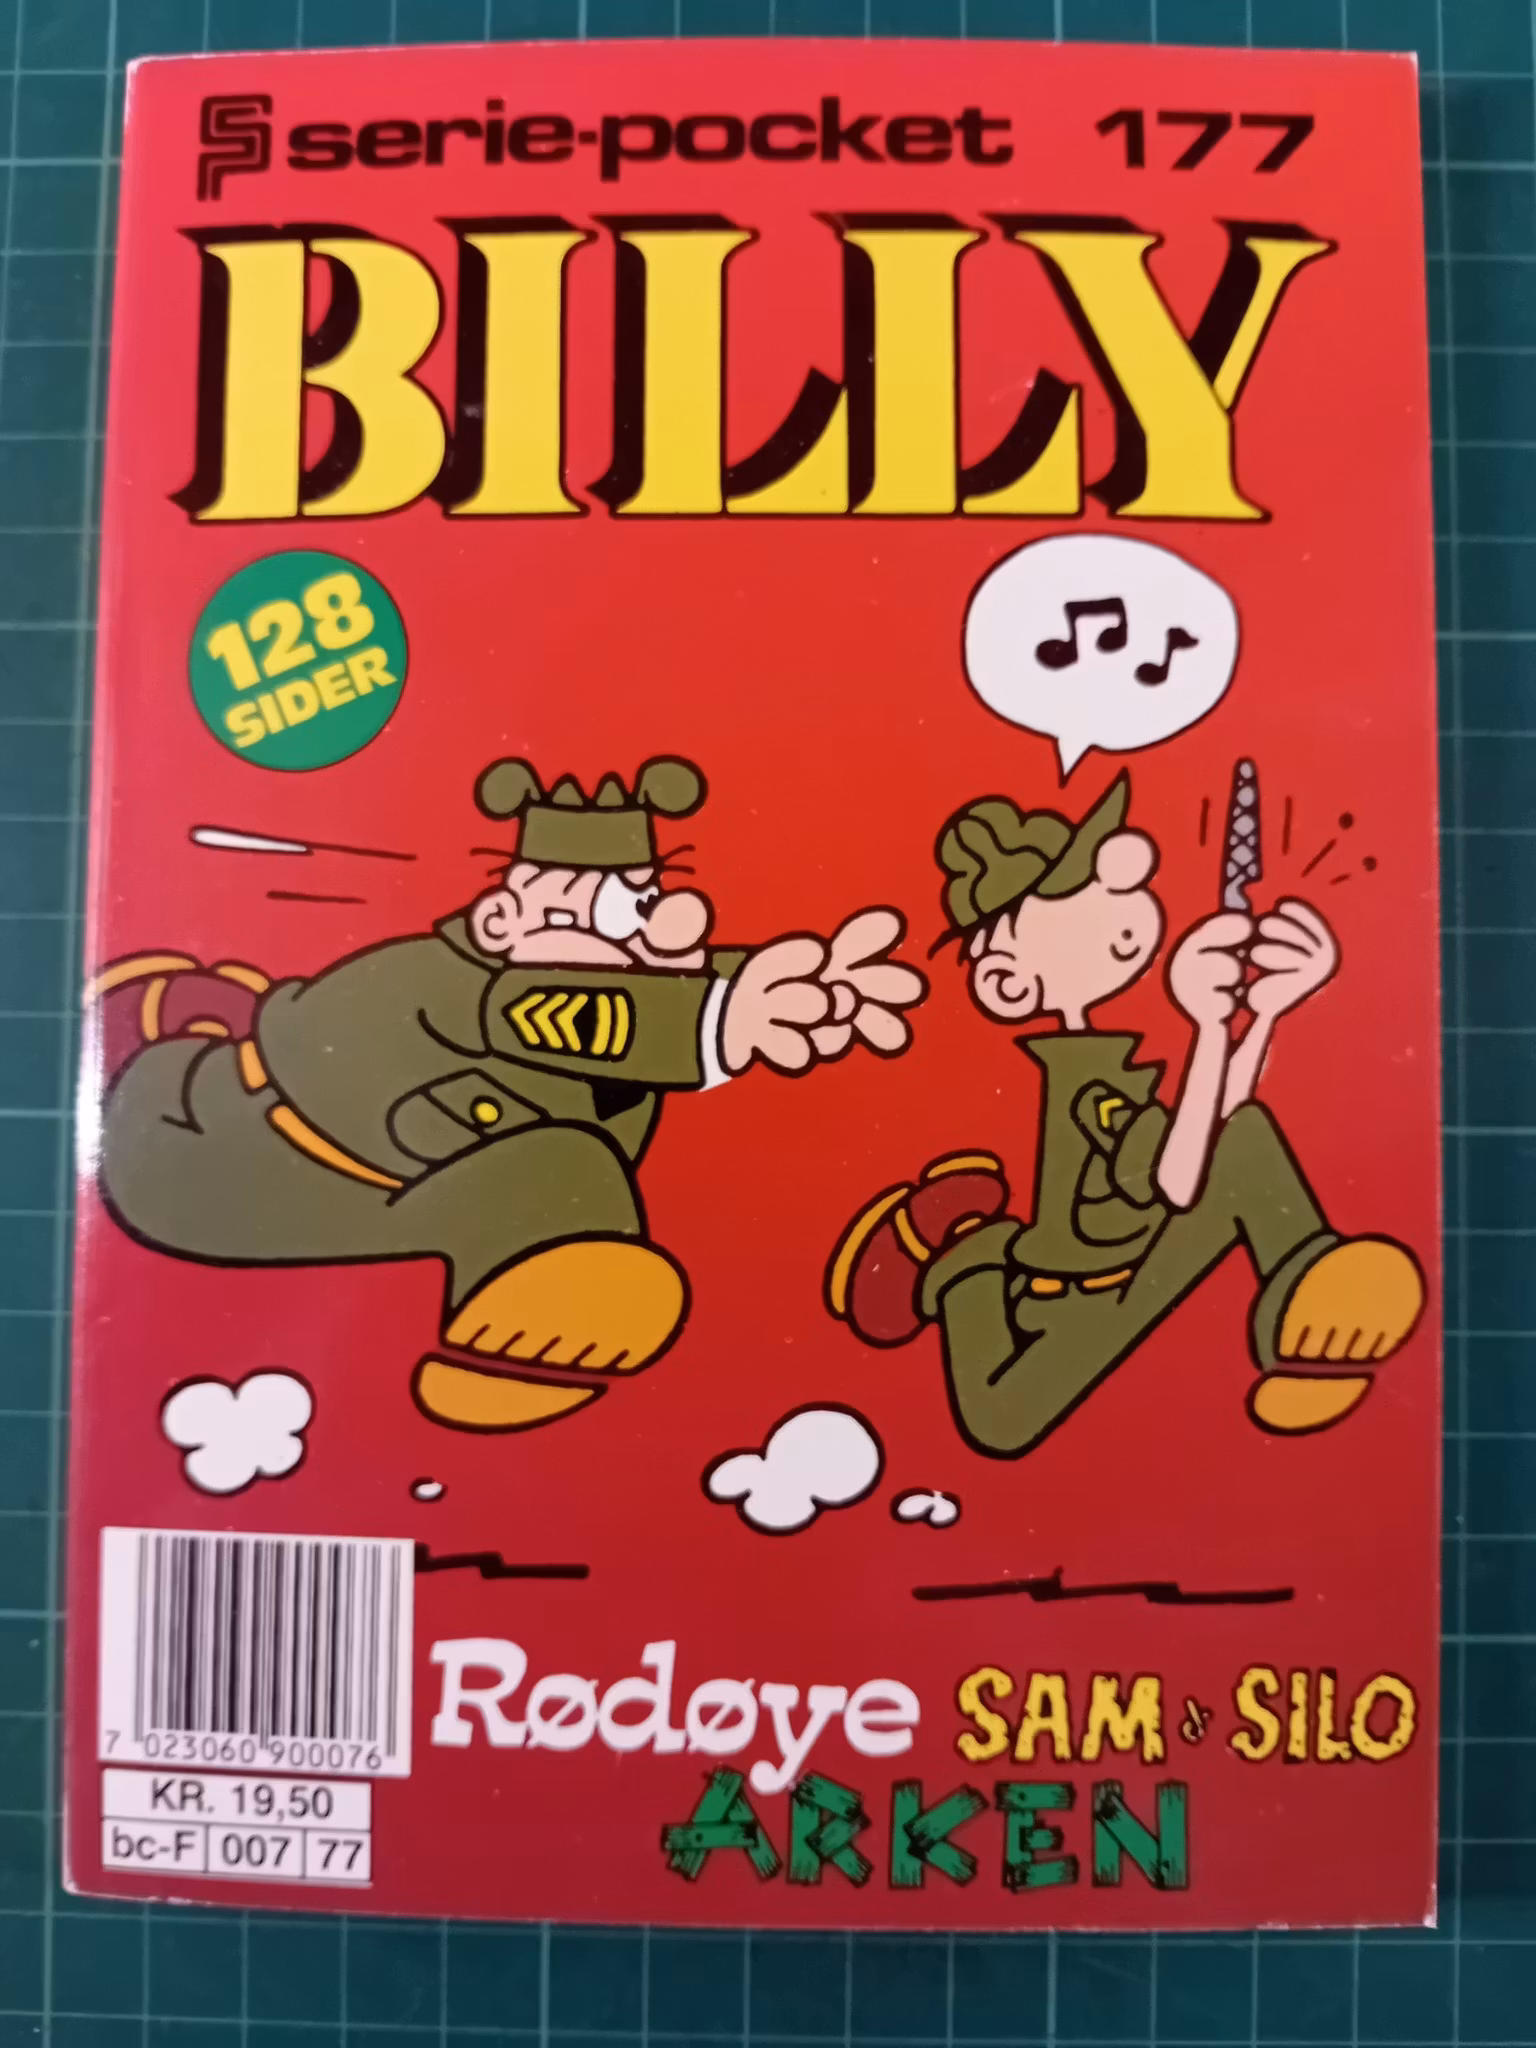 SP serie-pocket 177
BILLY
128
SIDER
7 023060 900076
KR. 19,50
bc-F 007 77
Rødøye SAM & SILO
ARKEN